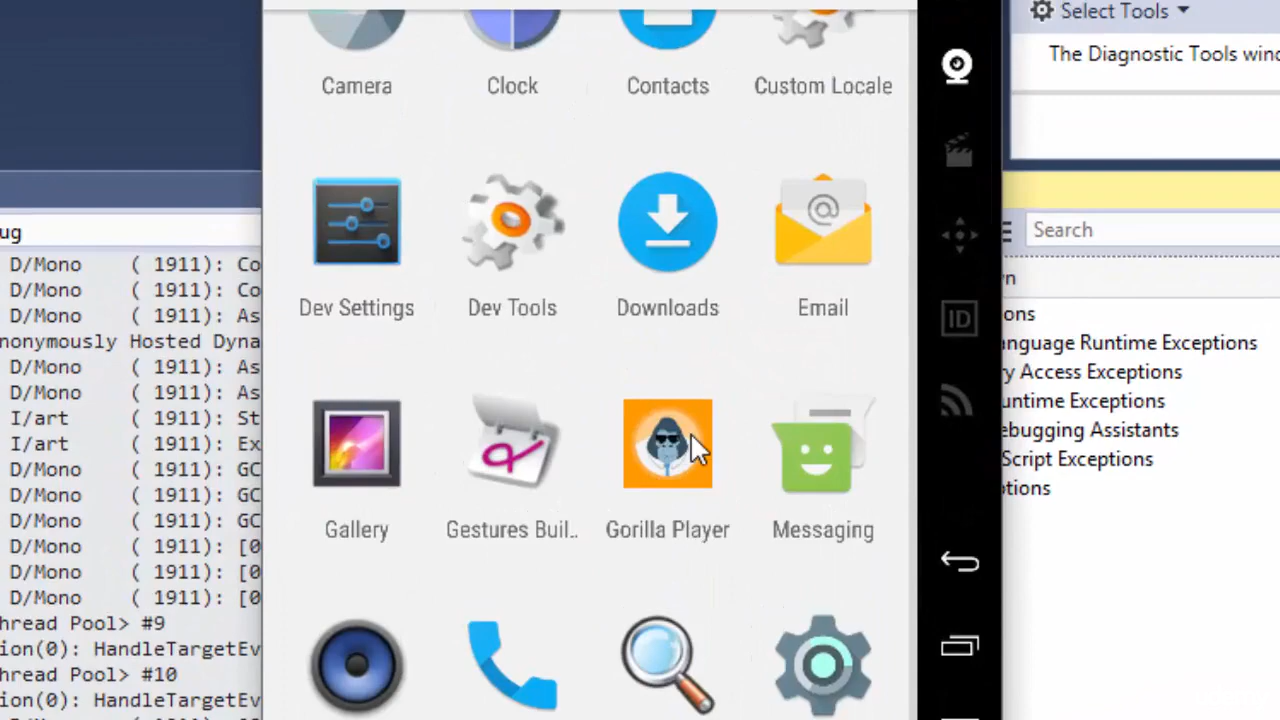 Select Tools
The Diagnostic Tools wind
Camera
Clock
Contacts
Custom Locale
Dev Settings
Dev Tools
Downloads
@
Email
Gallery
Gestures Buil..
Gorilla Player
Messaging
ID
ug
D/Mono ( 1911): Co
D/Mono ( 1911): Co
D/Mono ( 1911): As
nonymously Hosted Dyna
D/Mono ( 1911): As
D/Mono ( 1911): As
I/art ( 1911): St
I/art ( 1911): Ex
D/Mono ( 1911): GC
D/Mono ( 1911): GC
D/Mono ( 1911): GC
D/Mono ( 1911): [0
D/Mono ( 1911): [0
D/Mono ( 1911): [0
hread Pool> #9
ion(0): HandleTargetEv
hread Pool> #10
ion(0): HandleTargetEv
Search
n
ons
anguage Runtime Exceptions
ry Access Exceptions
untime Exceptions
ebugging Assistants
Script Exceptions
ptions